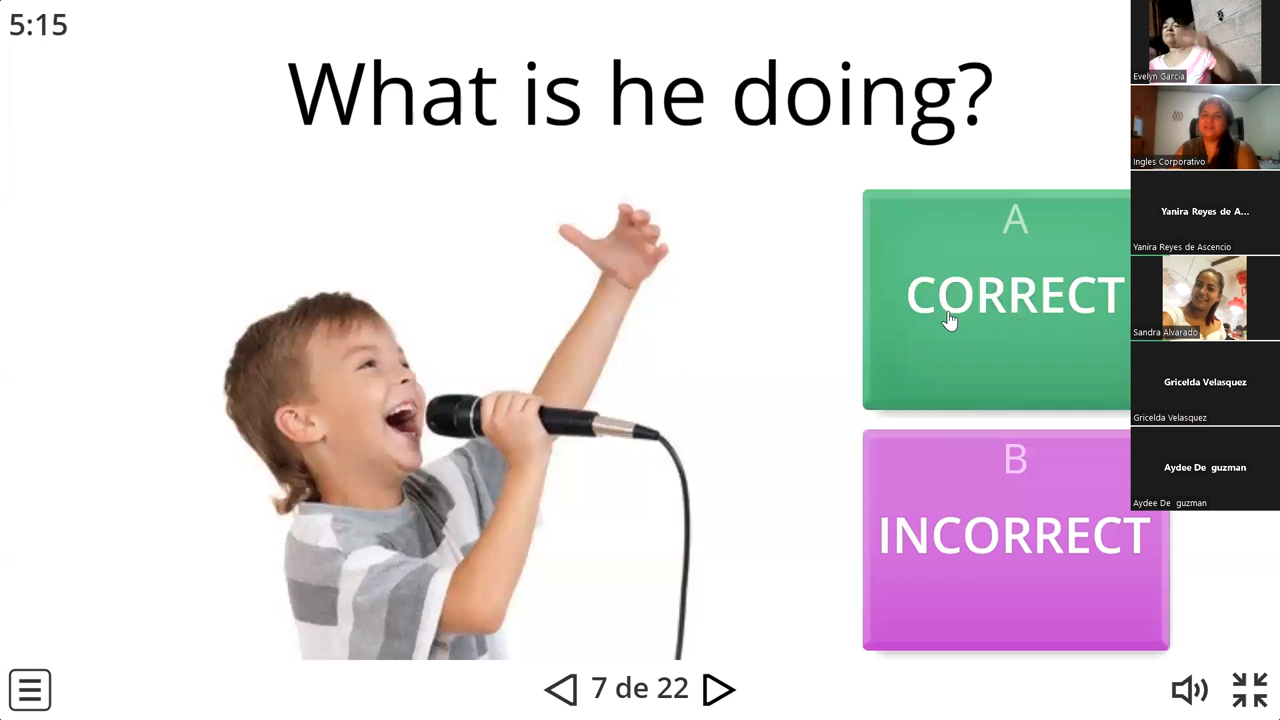 5:15
What is he doing?
A
CORRECT
B
INCORRECT
7 de 22
Evelyn Garcia
Ingles Corporativo
Yanira Reyes de A...
Yanira Reyes de Ascencio
Sandra Alvarado
Gricelda Velasquez
Gricelda Velasquez
Aydee De guzman
Aydee De guzman